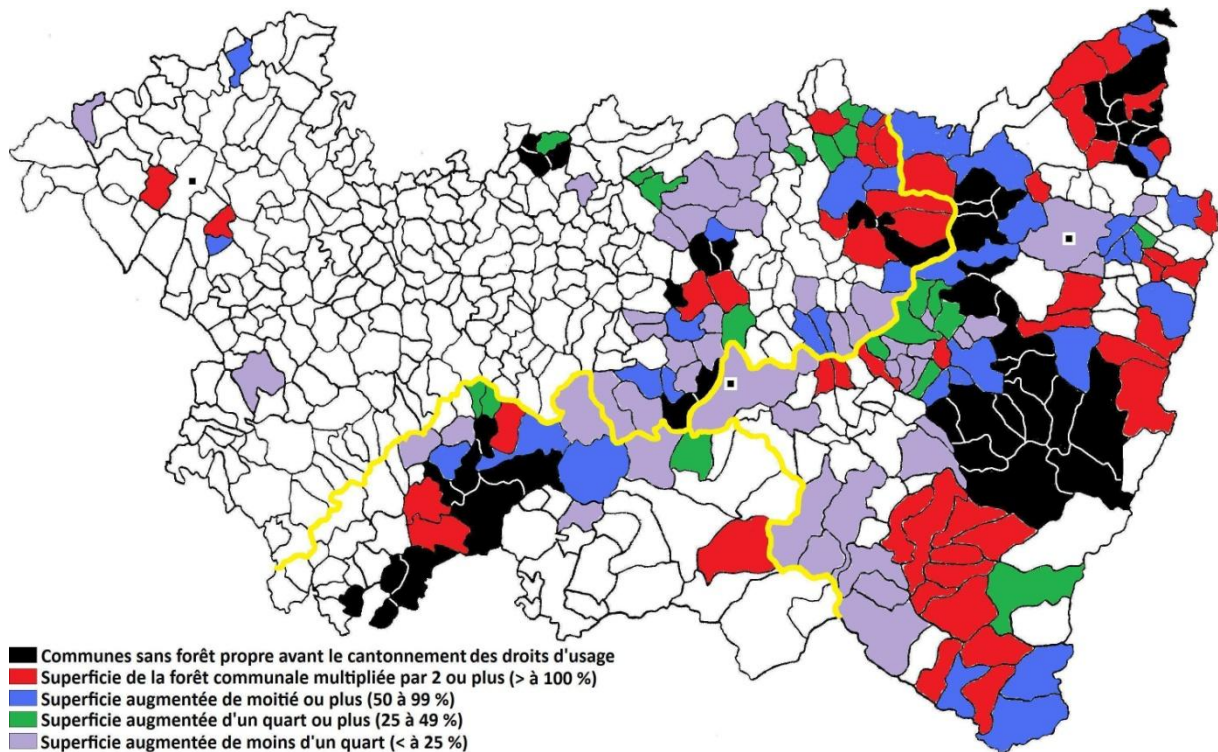 Communes sans forêt propre avant le cantonnement des droits d'usage
Superficie de la forêt communale multipliée par 2 ou plus (> à 100 %)
Superficie augmentée de moitié ou plus (50 à 99 %)
Superficie augmentée d'un quart ou plus (25 à 49 %)
Superficie augmentée de moins d'un quart (< à 25 %)